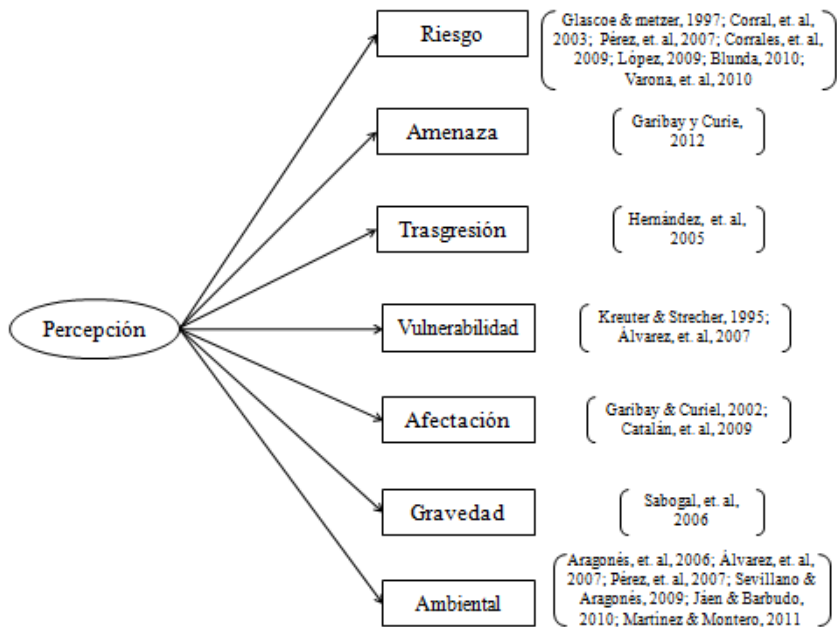 Percepción
Riesgo
Glascoe & metzer, 1997; Corral, et. al,
2003; Pérez, et. al, 2007; Corrales, et. al,
2009; López, 2009; Blunda, 2010;
Varona, et. al, 2010
Amenaza
Garibay y Curie,
2012
Trasgresión
Hernández, et. al,
2005
Vulnerabilidad
Kreuter & Strecher, 1995;
Álvarez, et. al, 2007
Afectación
Garibay & Curiel, 2002;
Catalán, et. al, 2009
Gravedad
Sabogal, et. al,
2006
Ambiental
Aragonés, et. al, 2006; Álvarez, et. al,
2007; Pérez, et. al, 2007; Sevillano &
Aragonés, 2009; Jáen & Barbudo,
2010; Martínez & Montero, 2011